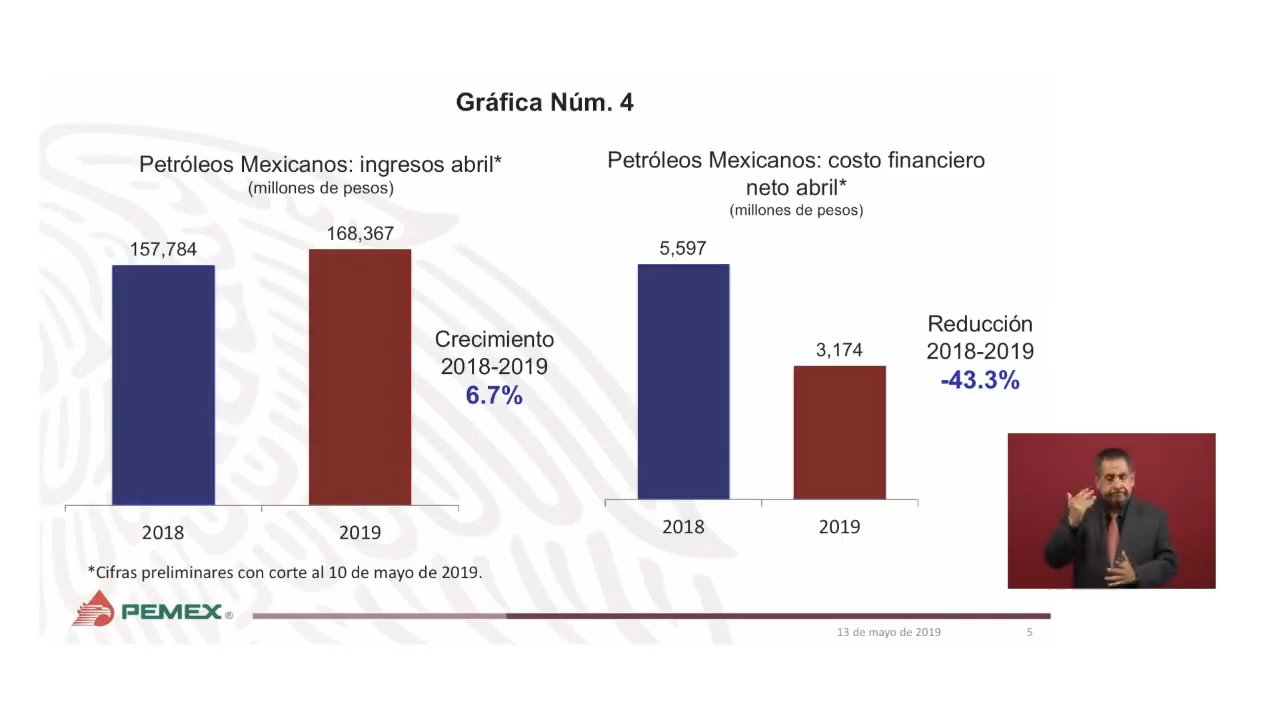 Gráfica Núm. 4
Petróleos Mexicanos: ingresos abril*
(millones de pesos)
157,784
168,367
Crecimiento
2018-2019
6.7%
2018
2019
Petróleos Mexicanos: costo financiero
neto abril*
(millones de pesos)
5,597
3,174
Reducción
2018-2019
-43.3%
2018
2019
*Cifras preliminares con corte al 10 de mayo de 2019.
PEMEX®
13 de mayo de 2019
5